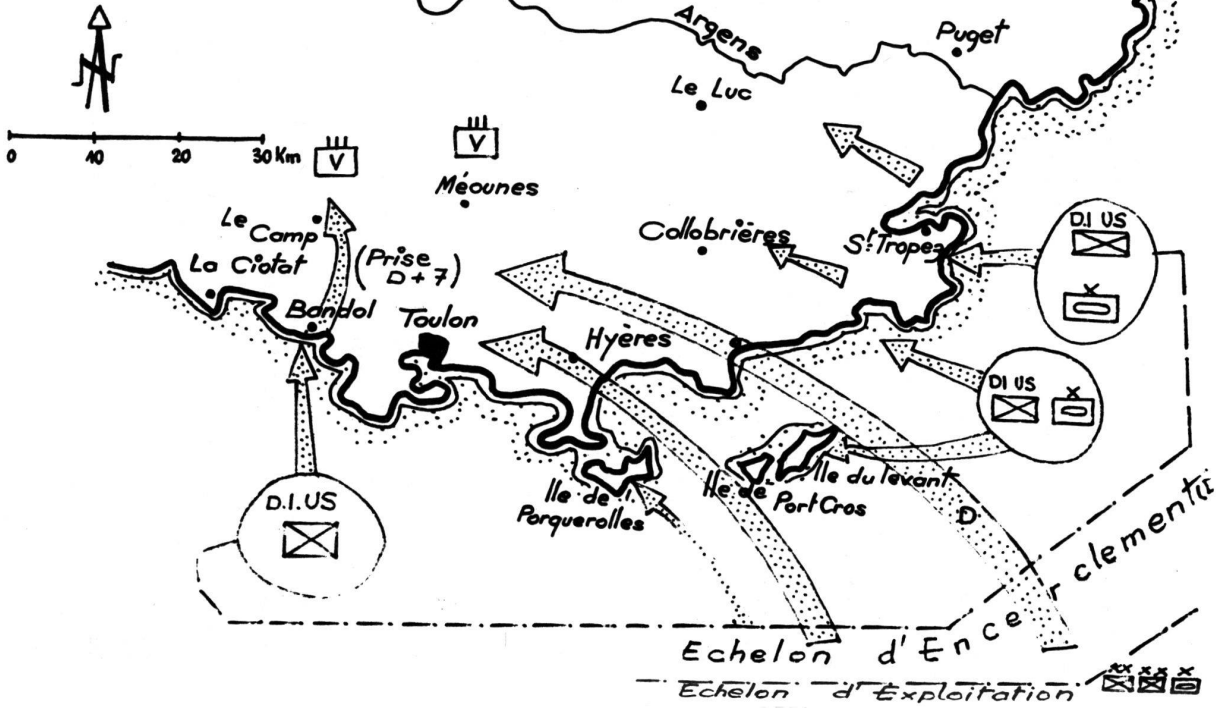 Argens
Puget
Le Luc
0 10 20 30 Km
V
V
Méounes
Le Camp
(Prise
D+7)
La Ciotat
Bandol
Toulon
Hyères
Collobrières
St Tropez
D.I US
DI US
D.I. US
Ile de
Porquerolles
Ile de
Port Cros
Ile du levant
D
Echelon d'Encerclement
Echelon d'Exploitation